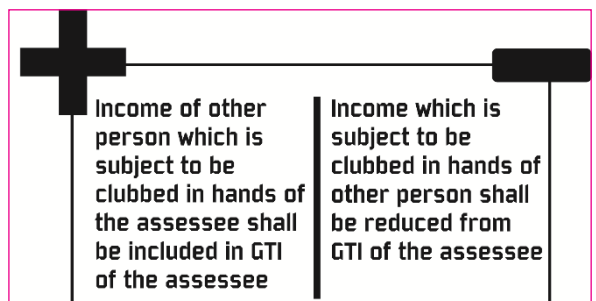 Income of other
person which is
subject to be
clubbed in hands of
the assessee shall
be included in GTI
of the assessee
Income which is
subject to be
clubbed in hands of
other person shall
be reduced from
GTI of the assessee